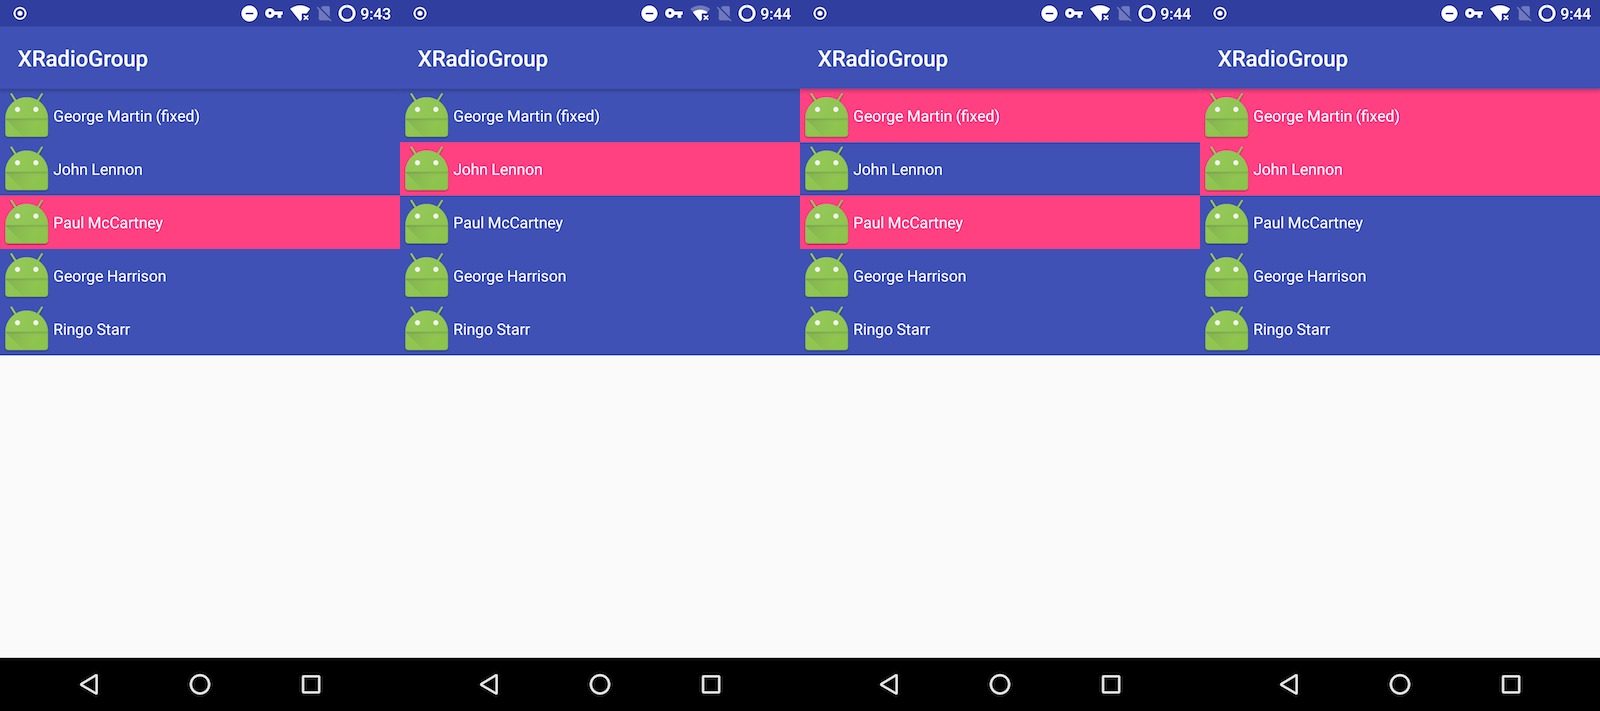 9:43
XRadioGroup
George Martin (fixed)
John Lennon
Paul McCartney
George Harrison
Ringo Starr
9:44
XRadioGroup
George Martin (fixed)
John Lennon
Paul McCartney
George Harrison
Ringo Starr
9:44
XRadioGroup
George Martin (fixed)
John Lennon
Paul McCartney
George Harrison
Ringo Starr
9:44
XRadioGroup
George Martin (fixed)
John Lennon
Paul McCartney
George Harrison
Ringo Starr